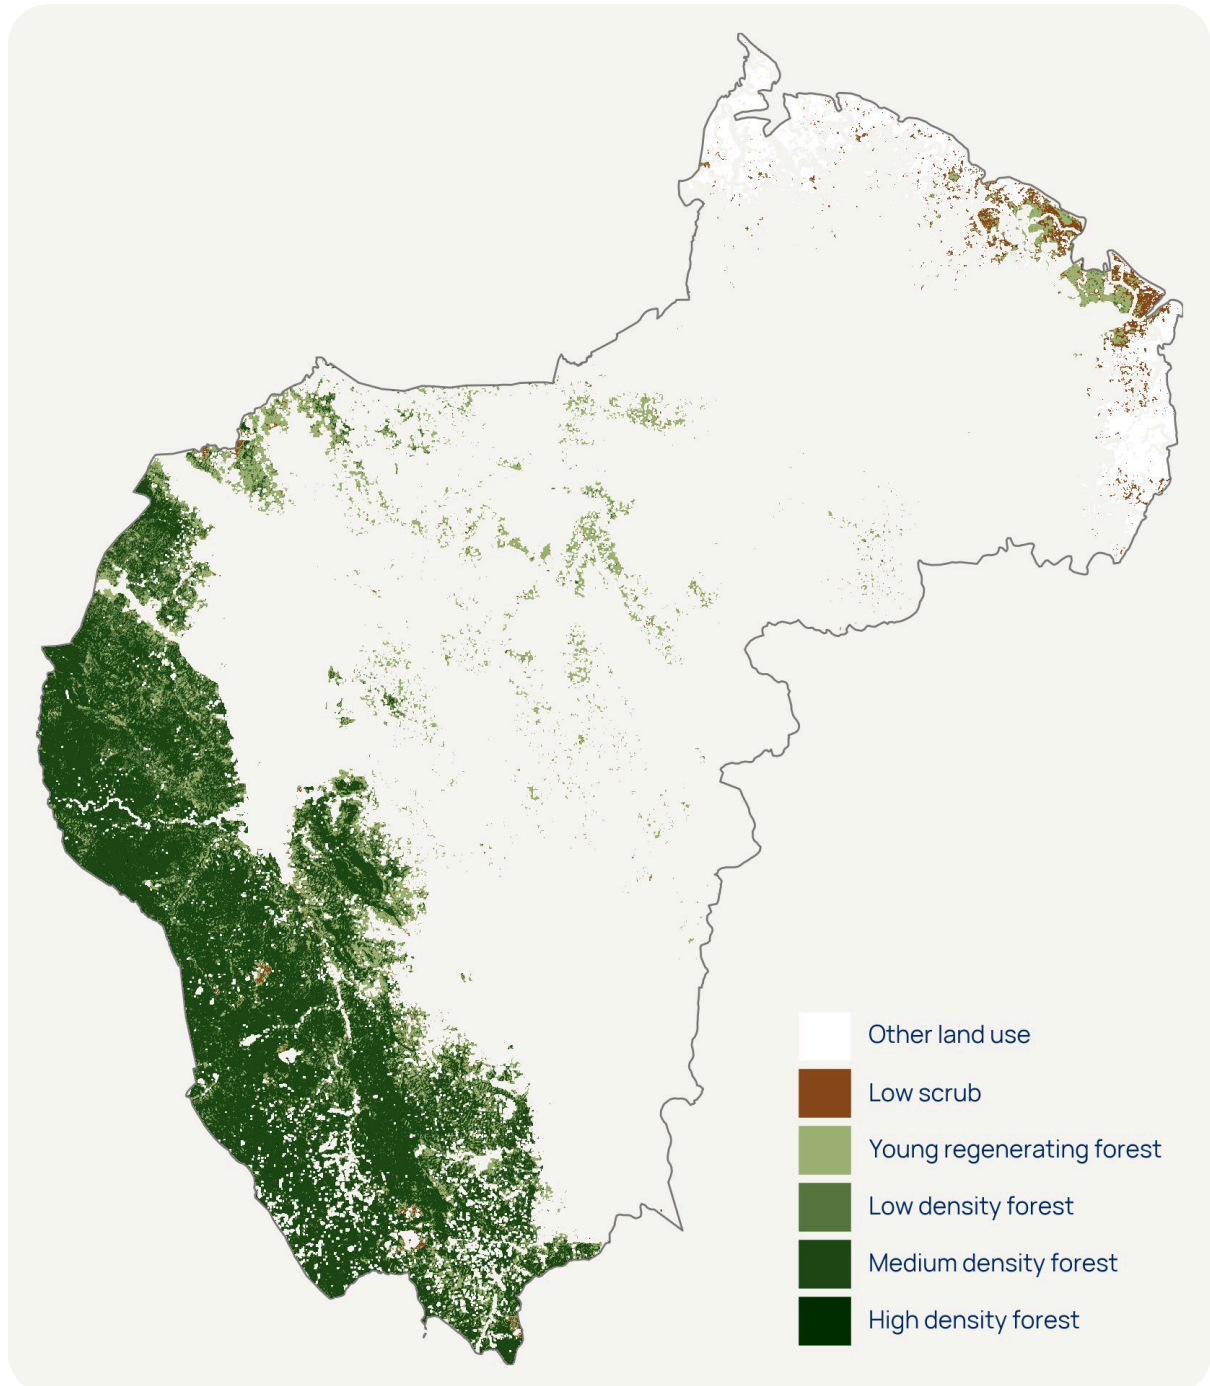 Other land use
Low scrub
Young regenerating forest
Low density forest
Medium density forest
High density forest